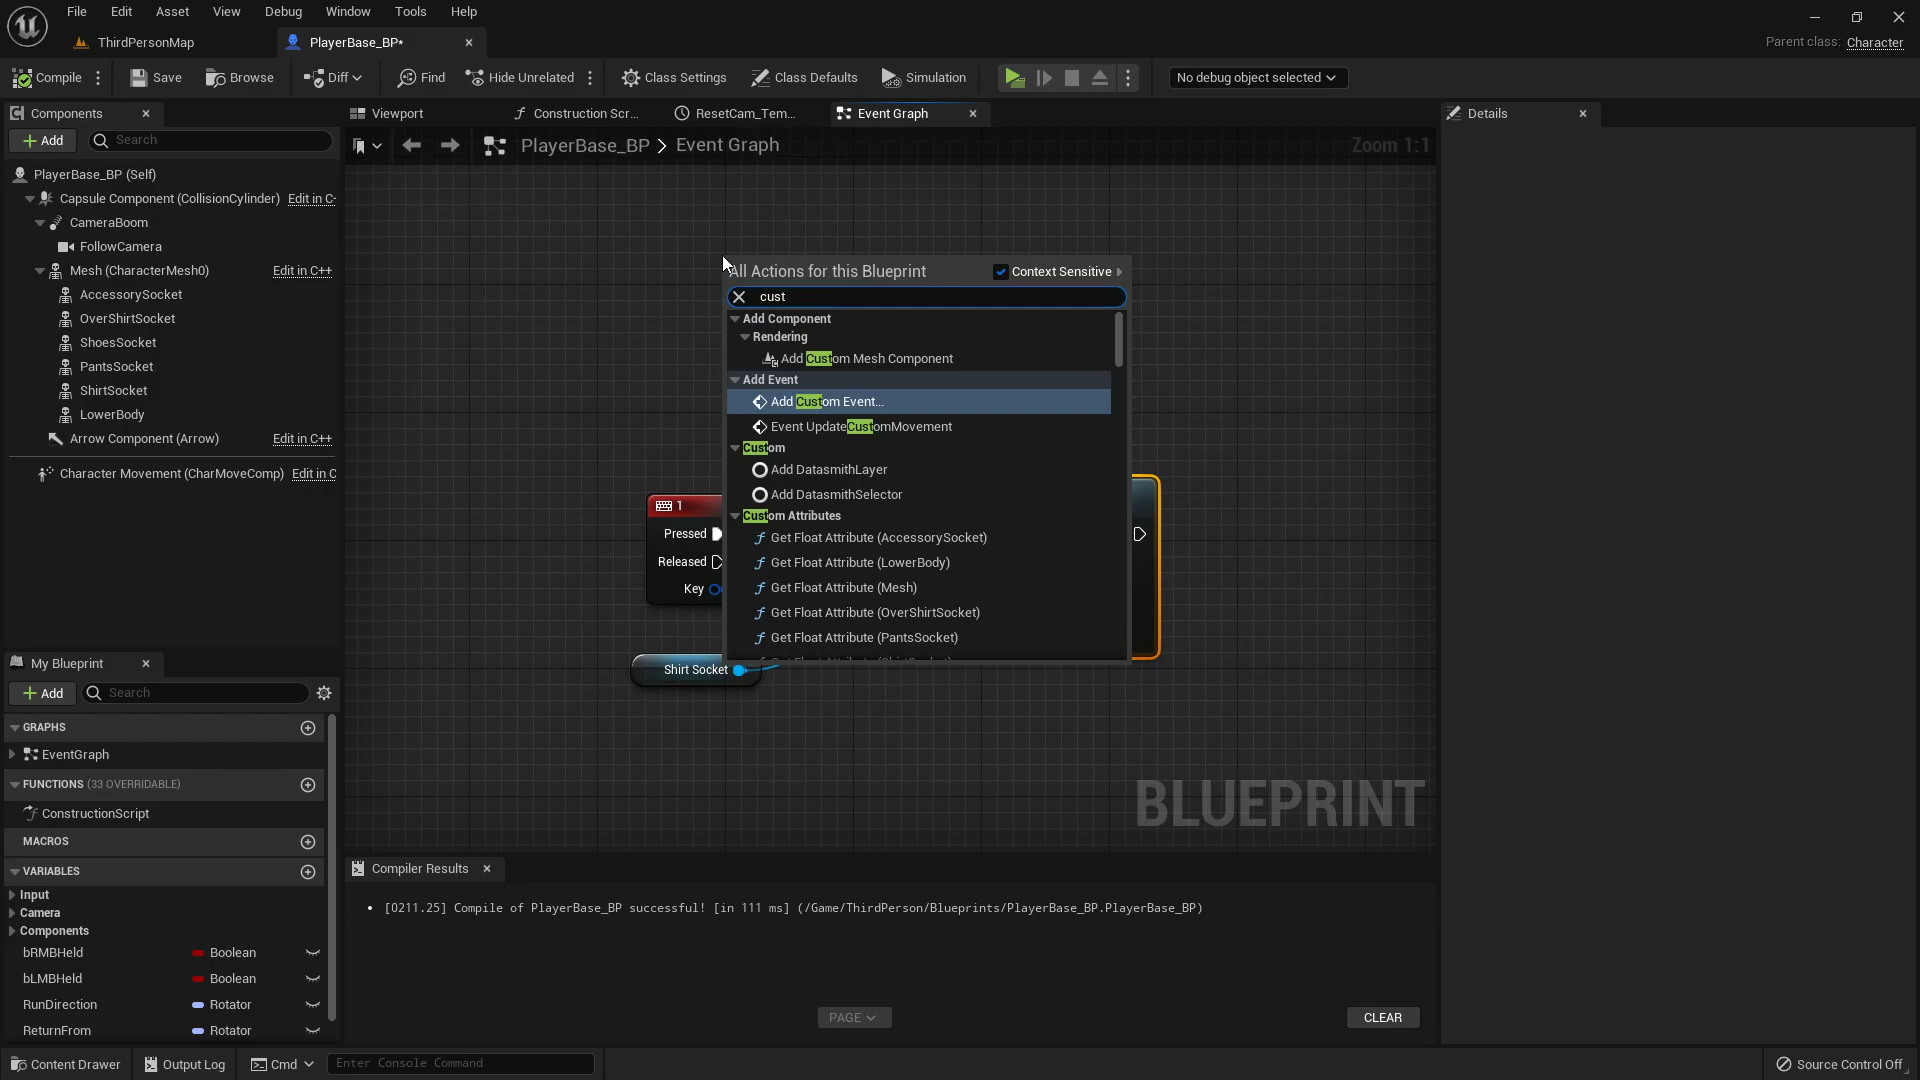 File Edit Asset View Debug Window Tools Help
ThirdPersonMap
PlayerBase_BP*
Parent class: Character
Compile
Save
Browse
Diff
Find
Hide Unrelated
Class Settings
Class Defaults
Simulation
No debug object selected
Components
Viewport
Construction Scr...
ResetCam_Tem...
Event Graph
Details
Add
Search
PlayerBase_BP > Event Graph
Zoom 1:1
PlayerBase_BP (Self)
Capsule Component (CollisionCylinder) Edit in C-
CameraBoom
FollowCamera
Mesh (CharacterMesh0) Edit in C++
AccessorySocket
OverShirtSocket
ShoesSocket
PantsSocket
ShirtSocket
LowerBody
Arrow Component (Arrow) Edit in C++
Character Movement (CharMoveComp) Edit in C
All Actions for this Blueprint
Context Sensitive
cust
Add Component
Rendering
Add Custom Mesh Component
Add Event
Add Custom Event...
Event UpdateCustomMovement
Custom
Add DatasmithLayer
Add DatasmithSelector
Custom Attributes
Get Float Attribute (AccessorySocket)
Get Float Attribute (LowerBody)
Get Float Attribute (Mesh)
Get Float Attribute (OverShirtSocket)
Get Float Attribute (PantsSocket)
1
Pressed
Released
Key
Shirt Socket
BLUEPRINT
My Blueprint
Add
Search
GRAPHS
EventGraph
FUNCTIONS (33 OVERRIDABLE)
ConstructionScript
MACROS
VARIABLES
Input
Camera
Components
bRMBHeld Boolean
bLMBHeld Boolean
RunDirection Rotator
ReturnFrom Rotator
Compiler Results
[0211.25] Compile of PlayerBase_BP successful! [in 111 ms] (/Game/ThirdPerson/Blueprints/PlayerBase_BP.PlayerBase_BP)
PAGE
CLEAR
Content Drawer
Output Log
Cmd
Enter Console Command
Source Control Off